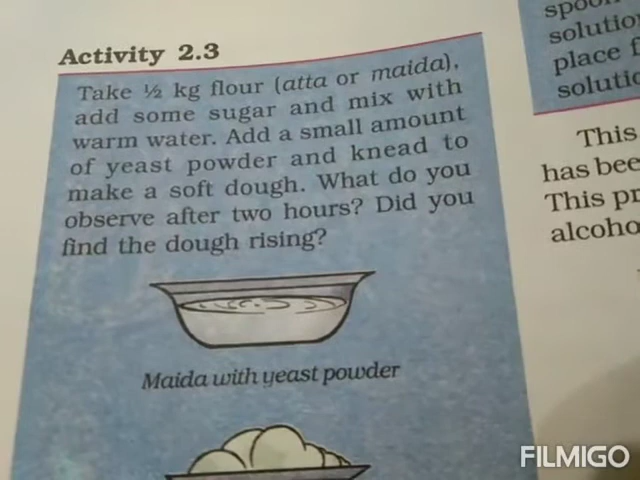 Activity 2.3
Take ½ kg flour (atta or maida),
add some sugar and mix with
warm water. Add a small amount
of yeast powder and knead to
make a soft dough. What do you
observe after two hours? Did you
find the dough rising?
Maida with yeast powder
solution
place f
This
has bee
This pr
alcoho
FILMIGO